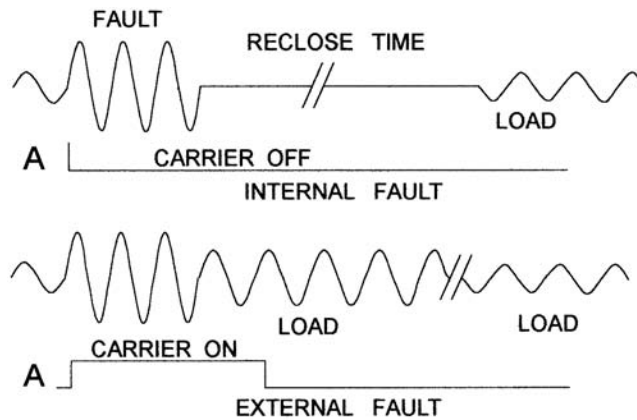 FAULT
RECLOSE TIME
LOAD
A
CARRIER OFF
INTERNAL FAULT
LOAD
LOAD
CARRIER ON
A
EXTERNAL FAULT